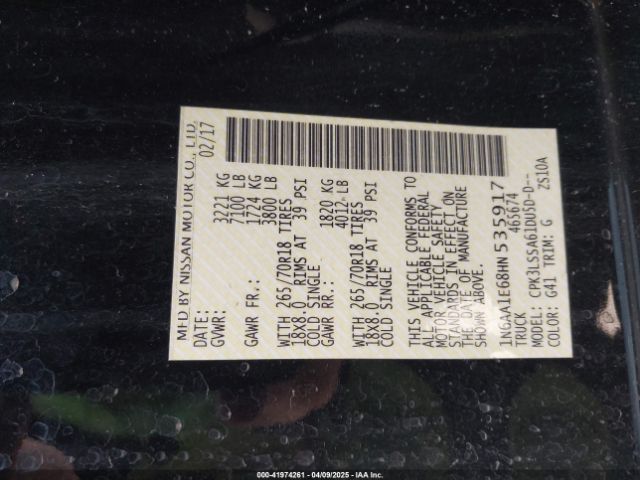 MFD BY NISSAN MOTOR CO., LTD.
DATE: 02/17
GVWR: 3221 KG
7100 LB
GAWR FR.: 1724 KG
3800 LB
WITH 265/70R18 TIRES
18X8.0 RIMS AT 39 PSI
COLD SINGLE
GAWR RR.: 1820 KG
4012 LB
WITH 265/70R18 TIRES
18X8.0 RIMS AT 39 PSI
COLD SINGLE
THIS VEHICLE CONFORMS TO
ALL APPLICABLE FEDERAL
MOTOR VEHICLE SAFETY
STANDARDS IN EFFECT ON
THE DATE OF MANUFACTURE
SHOWN ABOVE.
1N6AA1E68HN535917
TRUCK 465674
MODEL: CPK3LSSA61DUSD-D--
COLOR: G41 TRIM: G ZS10A
000-41974261 | 04/09/2025 | IAA Inc.